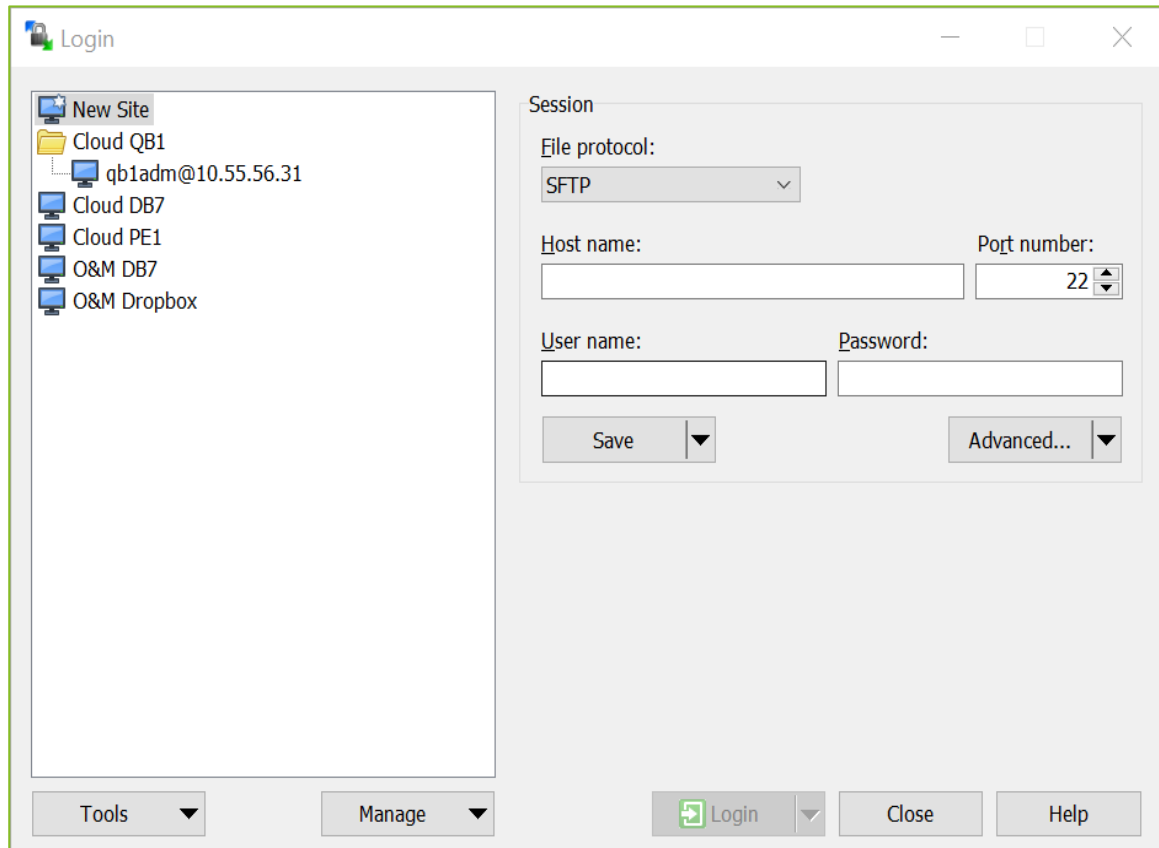 Login
New Site
Cloud QB1
qb1adm@10.55.56.31
Cloud DB7
Cloud PE1
O&M DB7
O&M Dropbox
Tools
Manage
Session
File protocol:
SFTP
Host name:
Port number:
22
User name:
Password:
Save
Advanced...
Login
Close
Help